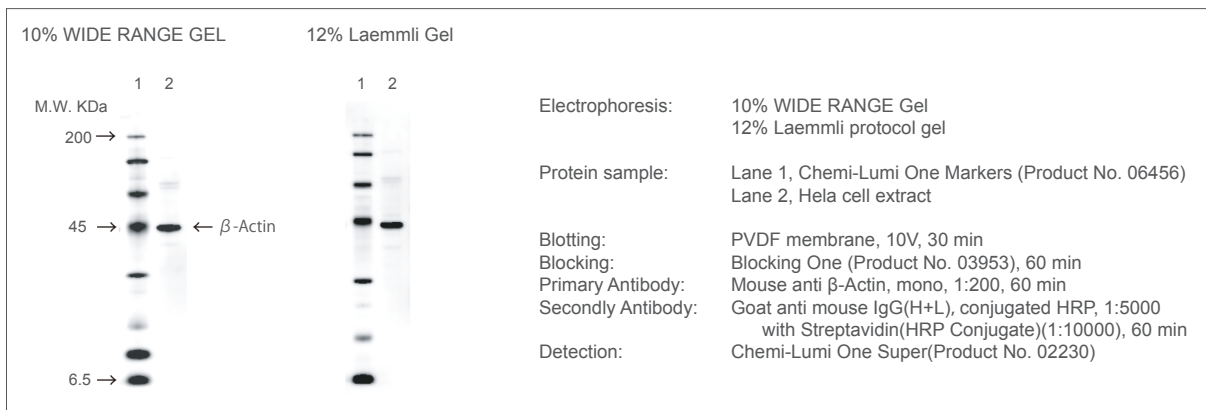 10% WIDE RANGE GEL
12% Laemmli Gel
1 2
1 2
M.W. KDa
200 →
45 →
← β-Actin
6.5 →
Electrophoresis: 10% WIDE RANGE Gel
12% Laemmli protocol gel
Protein sample: Lane 1, Chemi-Lumi One Markers (Product No. 06456)
Lane 2, Hela cell extract
Blotting: PVDF membrane, 10V, 30 min
Blocking: Blocking One (Product No. 03953), 60 min
Primary Antibody: Mouse anti β-Actin, mono, 1:200, 60 min
Secondly Antibody: Goat anti mouse IgG(H+L), conjugated HRP, 1:5000
with Streptavidin(HRP Conjugate)(1:10000), 60 min
Detection: Chemi-Lumi One Super(Product No. 02230)